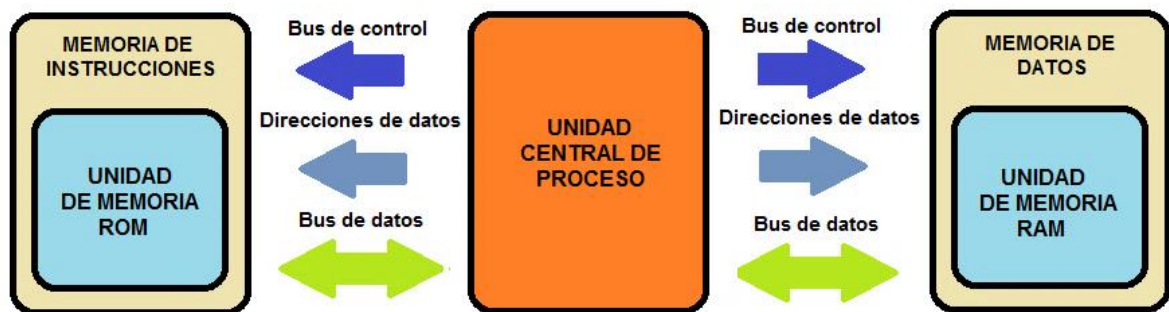 MEMORIA DE
INSTRUCCIONES
UNIDAD
DE MEMORIA
ROM
Bus de control
Direcciones de datos
Bus de datos
UNIDAD
CENTRAL DE
PROCESO
Bus de control
Direcciones de datos
Bus de datos
MEMORIA DE
DATOS
UNIDAD
DE MEMORIA
RAM